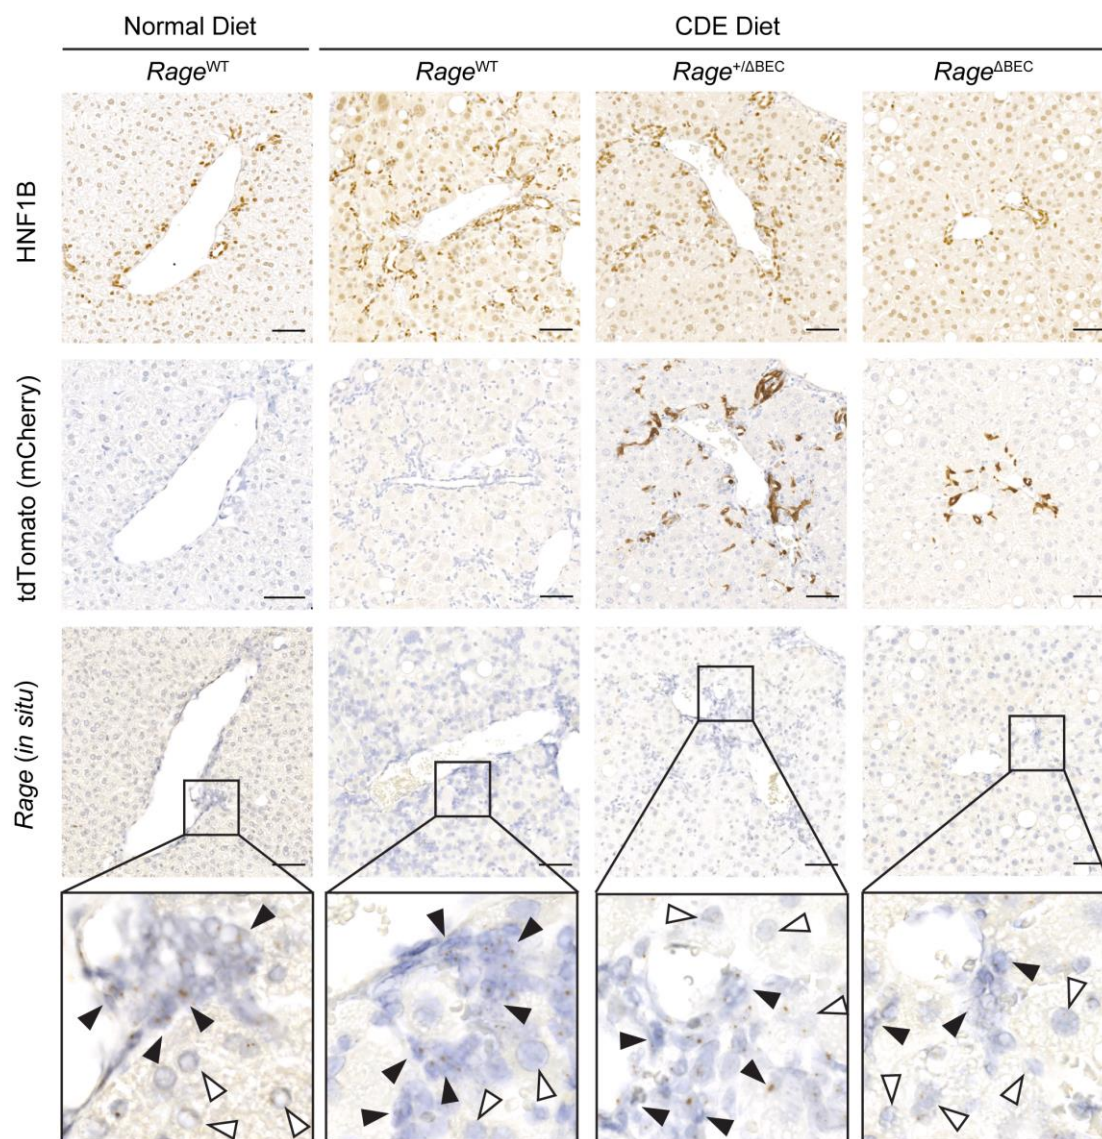 Normal Diet CDE Diet
Rage^WT Rage^WT Rage^+/ΔBEC Rage^ΔBEC
HNF1B
tdTomato (mCherry)
Rage (in situ)